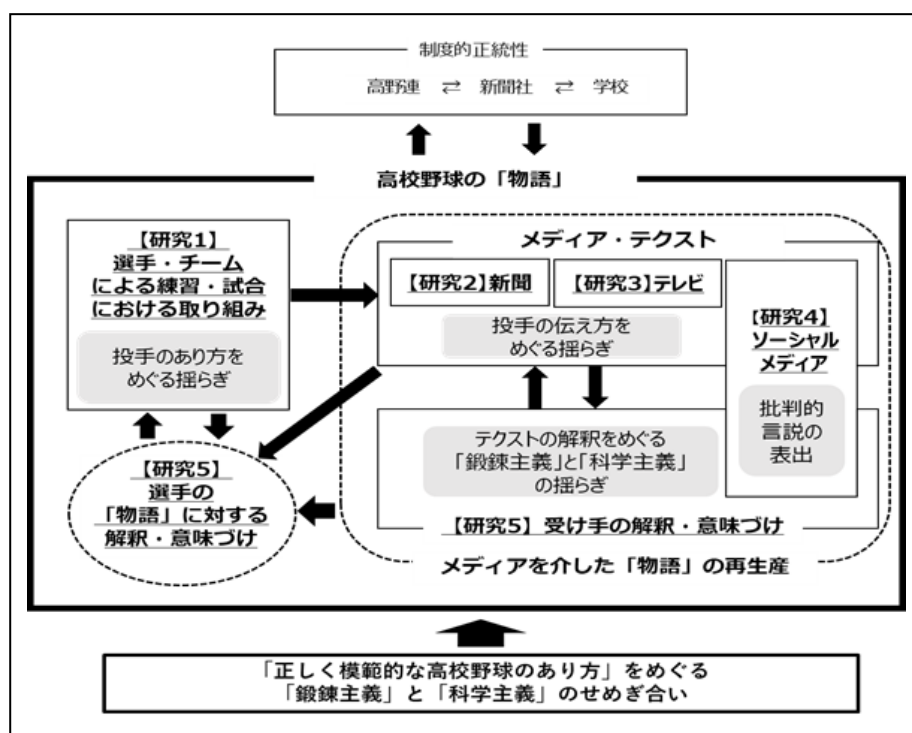 制度的正統性
高野連 ⇄ 新聞社 ⇄ 学校
高校野球の「物語」
【研究1】
選手・チーム
による練習・試合
における取り組み
投手のあり方を
めぐる揺らぎ
メディア・テクスト
【研究2】新聞
【研究3】テレビ
投手の伝え方を
めぐる揺らぎ
【研究4】
ソーシャル
メディア
批判的
言説の
表出
テクストの解釈をめぐる
「鍛錬主義」と「科学主義」
の揺らぎ
【研究5】受け手の解釈・意味づけ
メディアを介した「物語」の再生産
【研究5】
選手の
「物語」に対する
解釈・意味づけ
「正しく模範的な高校野球のあり方」をめぐる
「鍛錬主義」と「科学主義」のせめぎ合い